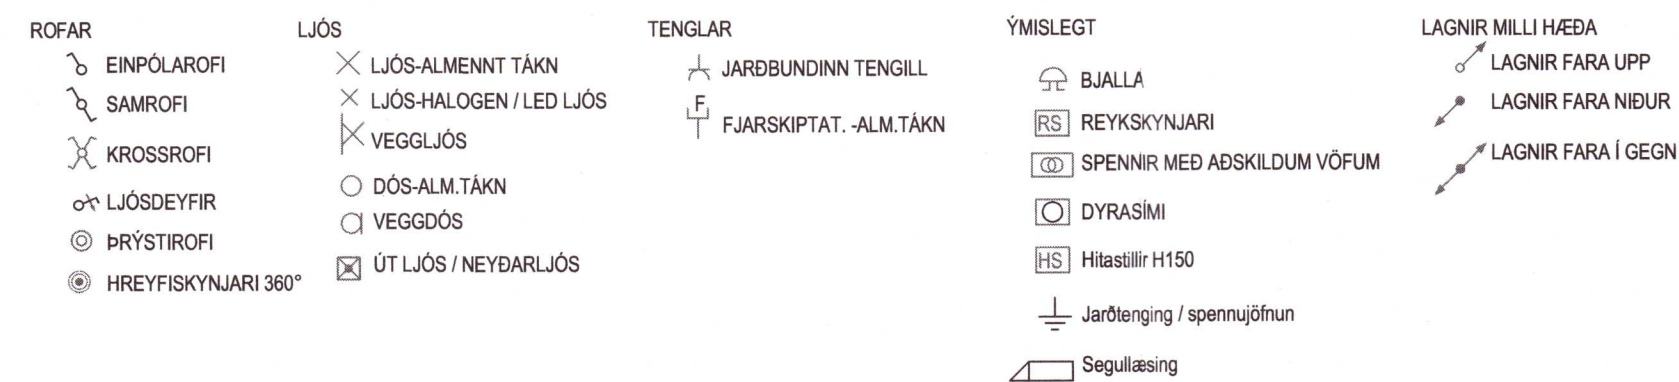 ROFAR
EINPÓLAROFI
SAMROFI
KROSSROFI
LJÓSDEYFIR
ÞRÝSTIROFI
HREYFISKYNJARI 360°
LJÓS
LJÓS-ALMENNT TÁKN
LJÓS-HALOGEN / LED LJÓS
VEGGLJÓS
DÓS-ALM.TÁKN
VEGGDÓS
ÚT LJÓS / NEYÐARLJÓS
TENGLAR
JARÐBUNDINN TENGILL
F
FJARSKIPTAT. -ALM.TÁKN
ÝMISLEGT
BJALLA
RS REYKSKYNJARI
SPENNIR MEÐ AÐSKILDUM VÖFUM
DYRASÍMI
HS Hitastillir H150
Jarðtenging / spennujöfnun
Segullæsing
LAGNIR MILLI HÆÐA
LAGNIR FARA UPP
LAGNIR FARA NIÐUR
LAGNIR FARA Í GEGN